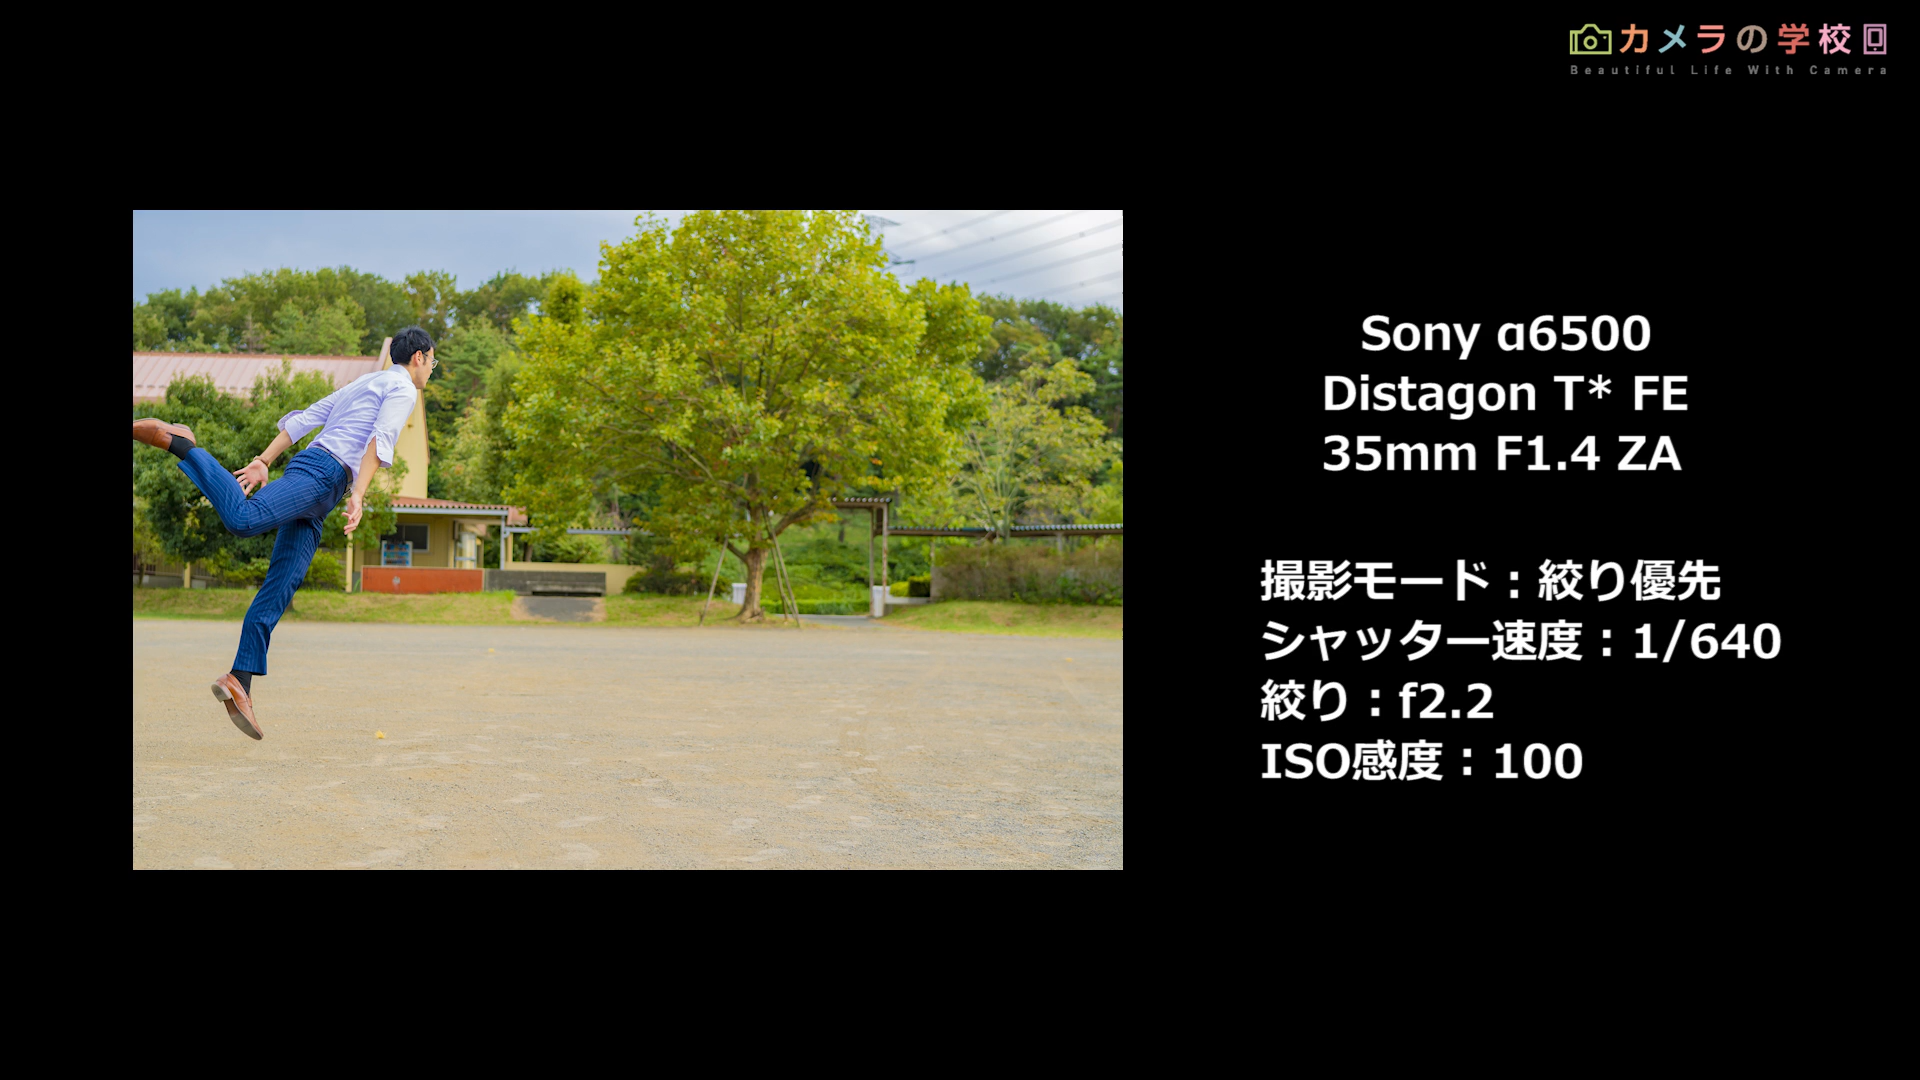 カメラの学校
Beautiful Life With Camera
Sony α6500
Distagon T* FE
35mm F1.4 ZA
撮影モード：絞り優先
シャッター速度：1/640
絞り：f2.2
ISO感度：100